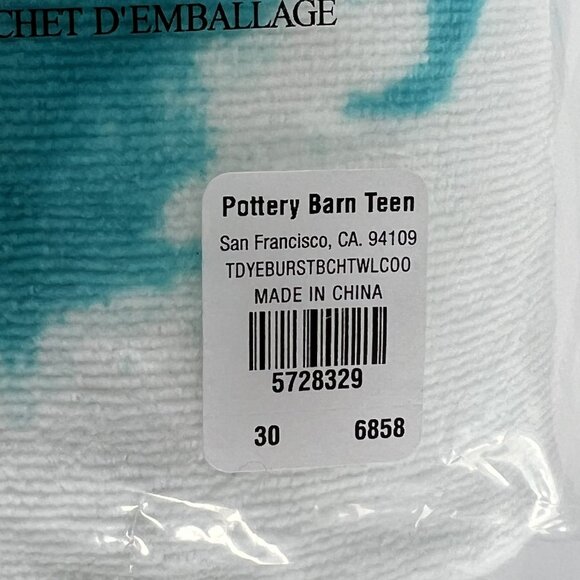 CHET D'EMBALLAGE
Pottery Barn Teen
San Francisco, CA. 94109
TDYEBURSTBCHTWLCOO
MADE IN CHINA
5728329
30 6858